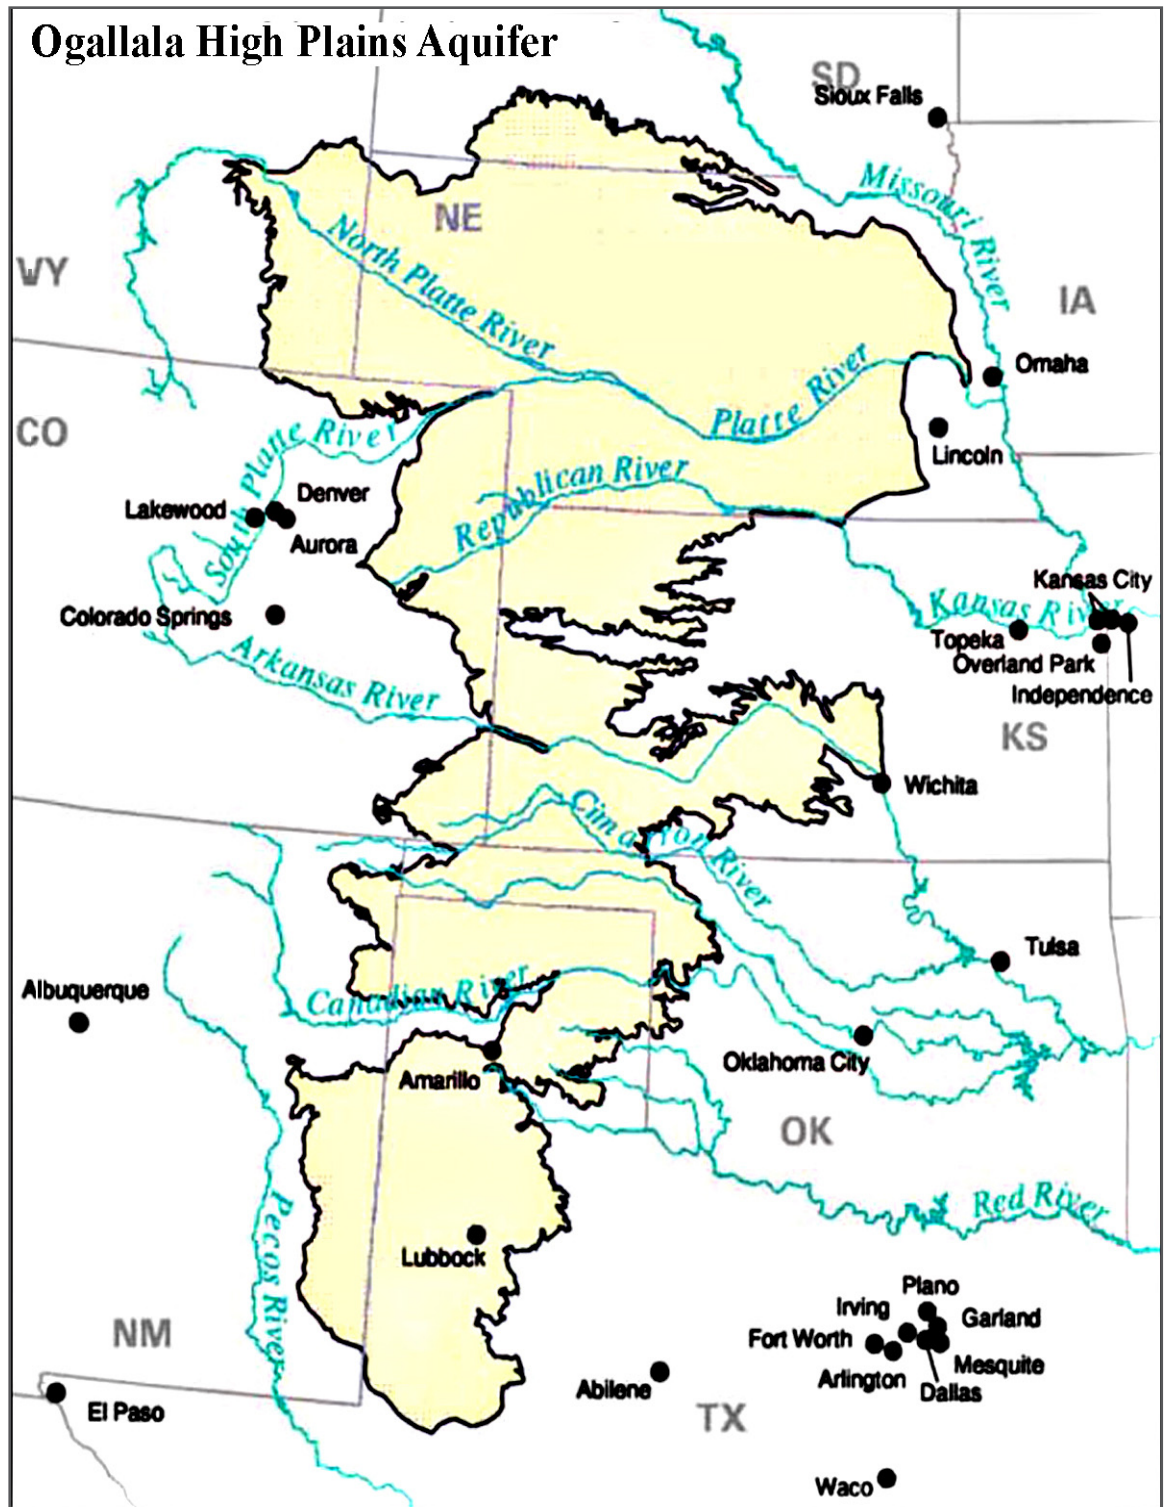 Ogallala High Plains Aquifer
SD
Sioux Falls
Missouri River
NE
North Platte River
WY
IA
Omaha
Platte River
CO
South Platte River
Lincoln
Republican River
Denver
Lakewood
Aurora
Kansas City
Kansas River
Colorado Springs
Topeka
Overland Park
Independence
Arkansas River
KS
Wichita
Cimarron River
Tulsa
Canadian River
Albuquerque
Oklahoma City
Amarillo
OK
Red River
Pecos River
Lubbock
Plano
Irving
Garland
NM
Fort Worth
Mesquite
Arlington
Dallas
Abilene
El Paso
TX
Waco